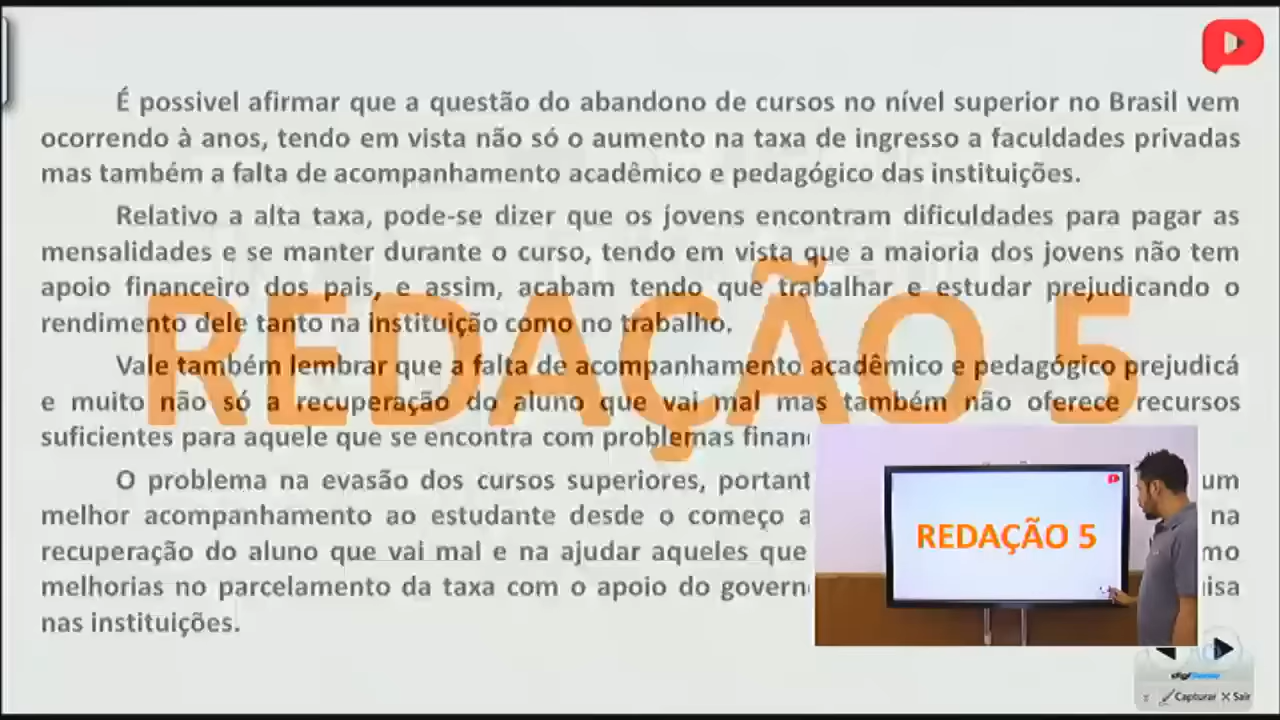 É possivel afirmar que a questão do abandono de cursos no nível superior no Brasil vem
ocorrendo à anos, tendo em vista não só o aumento na taxa de ingresso a faculdades privadas
mas também a falta de acompanhamento acadêmico e pedagógico das instituições.
Relativo a alta taxa, pode-se dizer que os jovens encontram dificuldades para pagar as
mensalidades e se manter durante o curso, tendo em vista que a maioria dos jovens não tem
apoio financeiro dos pais, e assim, acabam tendo que trabalhar e estudar prejudicando o
rendimento dele tanto na instituição como no trabalho.
REDAÇÃO 5
Vale também lembrar que a falta de acompanhamento acadêmico e pedagógico prejudicá
e muito não só a recuperação do aluno que vai mal mas também não oferece recursos
suficientes para aquele que se encontra com problemas finan
O problema na evasão dos cursos superiores, portant um
melhor acompanhamento ao estudante desde o começo a na
recuperação do aluno que vai mal e na ajudar aqueles que mo
melhorias no parcelamento da taxa com o apoio do govern isa
nas instituições.
REDAÇÃO 5
Capturar Sair